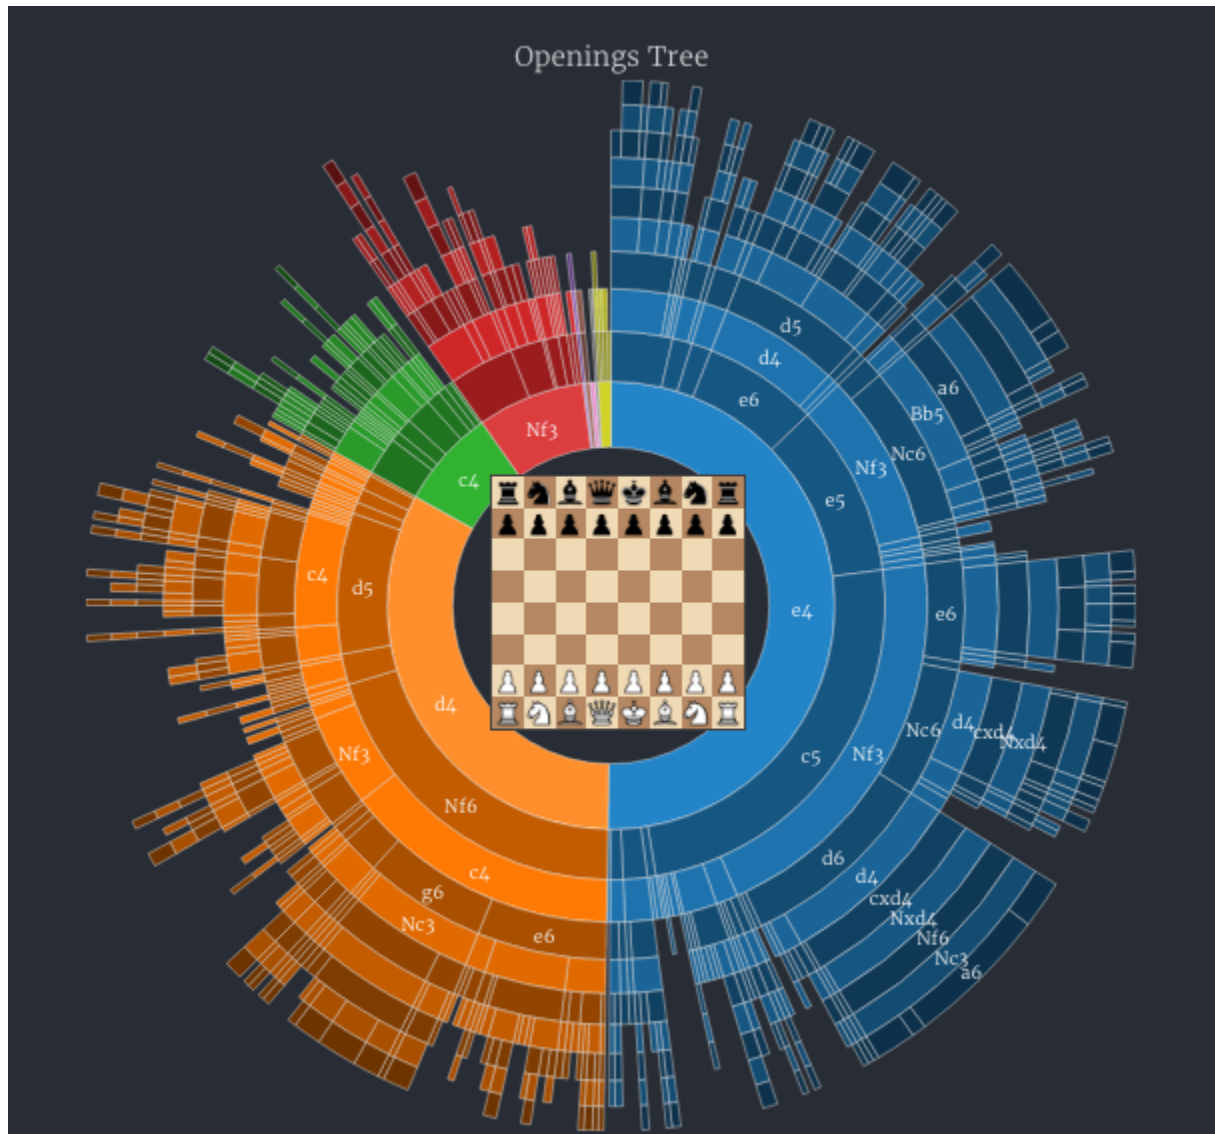 Openings Tree
d5
d4
e6
a6
Bb5
Nf3
Nc6
Nf3
c4
e5
c4
d5
e4
e6
d4
Nc6
d4
cxd4
Nxd4
Nf3
c5
Nf3
Nf6
d6
c4
d4
g6
cxd4
Nc3
Nxd4
e6
Nf6
Nc3
a6